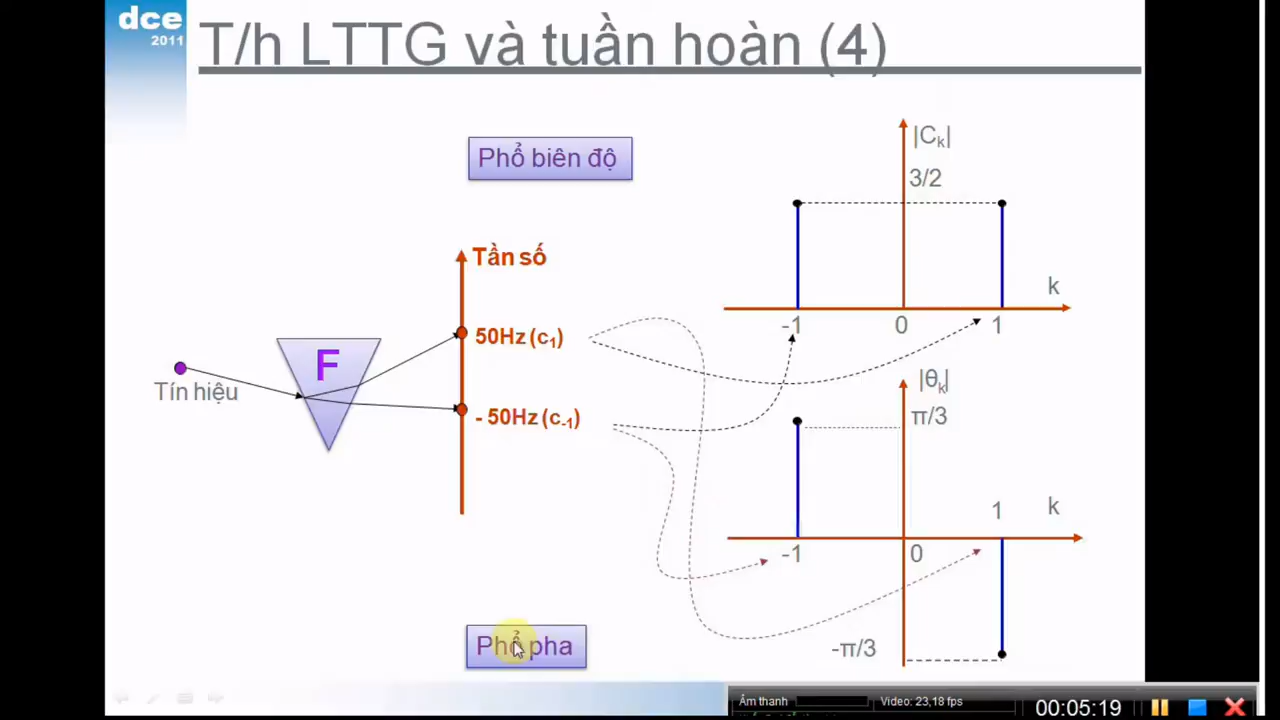 dce
2011
T/h LTTG và tuần hoàn (4)
Phổ biên độ
|Ck|
3/2
k
-1
0
1
Tần số
50Hz (c1)
F
Tín hiệu
- 50Hz (c-1)
|θk|
π/3
1
k
-1
0
-π/3
Phổ pha
Âm thanh
Video: 23,18 fps
00:05:19